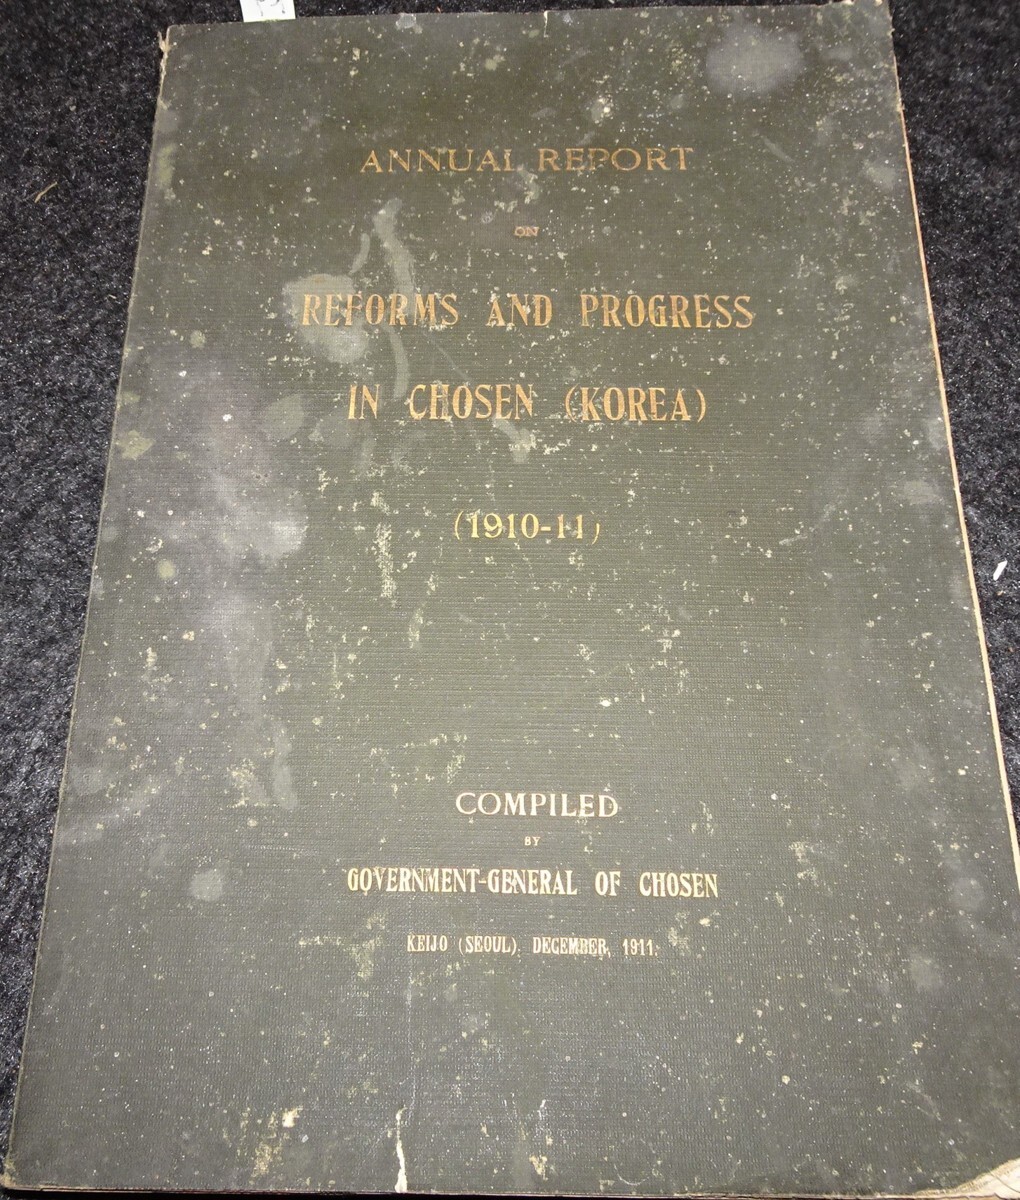 ANNUAL REPORT
ON
REFORMS AND PROGRESS
IN CHOSEN (KOREA)
(1910-11)
COMPILED
BY
GOVERNMENT-GENERAL OF CHOSEN
KEIJO (SEOUL), DECEMBER, 1911.